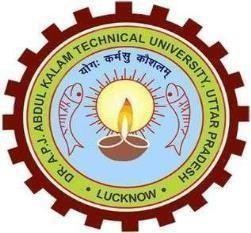 DR. A.P.J. ABDUL KALAM TECHNICAL UNIVERSITY, UTTAR PRADESH
योगः कर्मसु कौशलम्
LUCKNOW